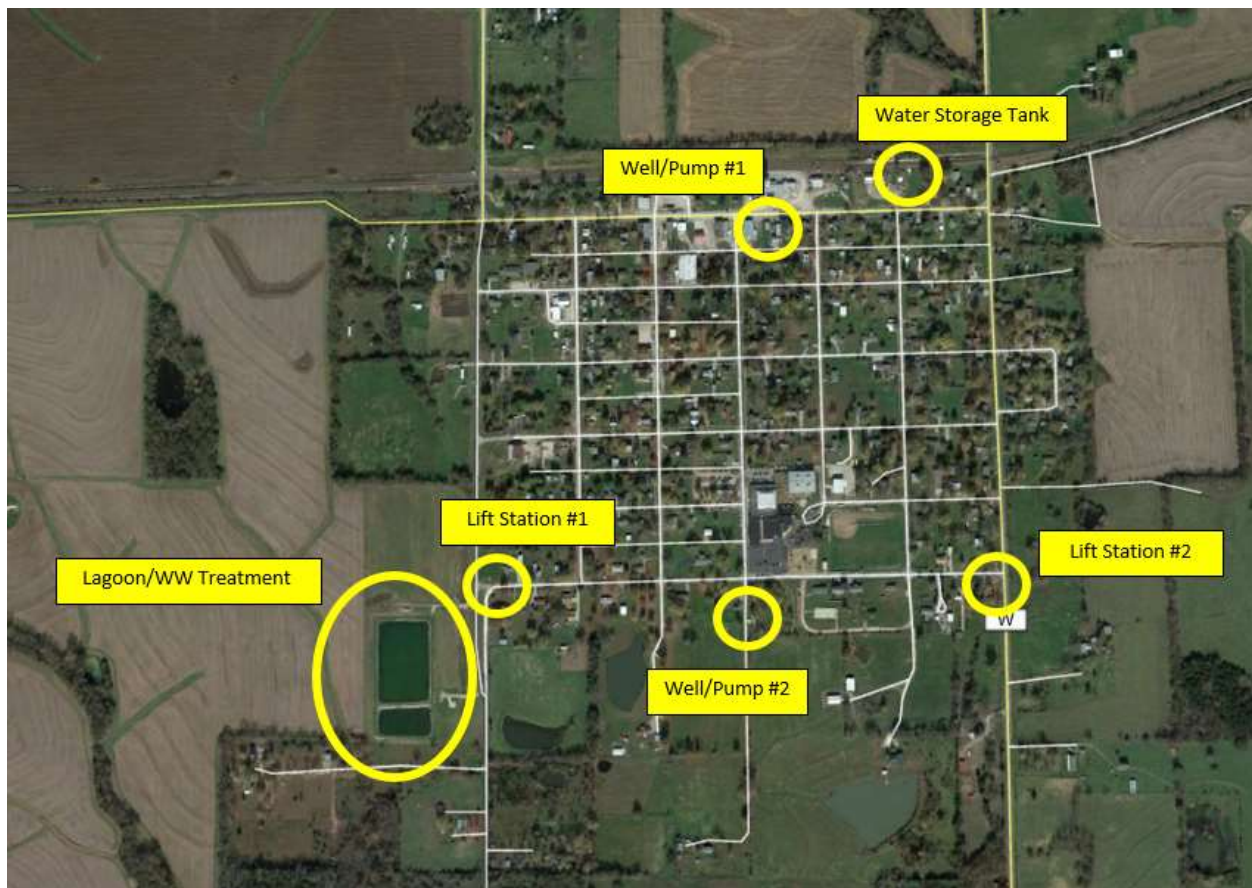 Water Storage Tank
Well/Pump #1
Lift Station #1
Lift Station #2
Lagoon/WW Treatment
W
Well/Pump #2